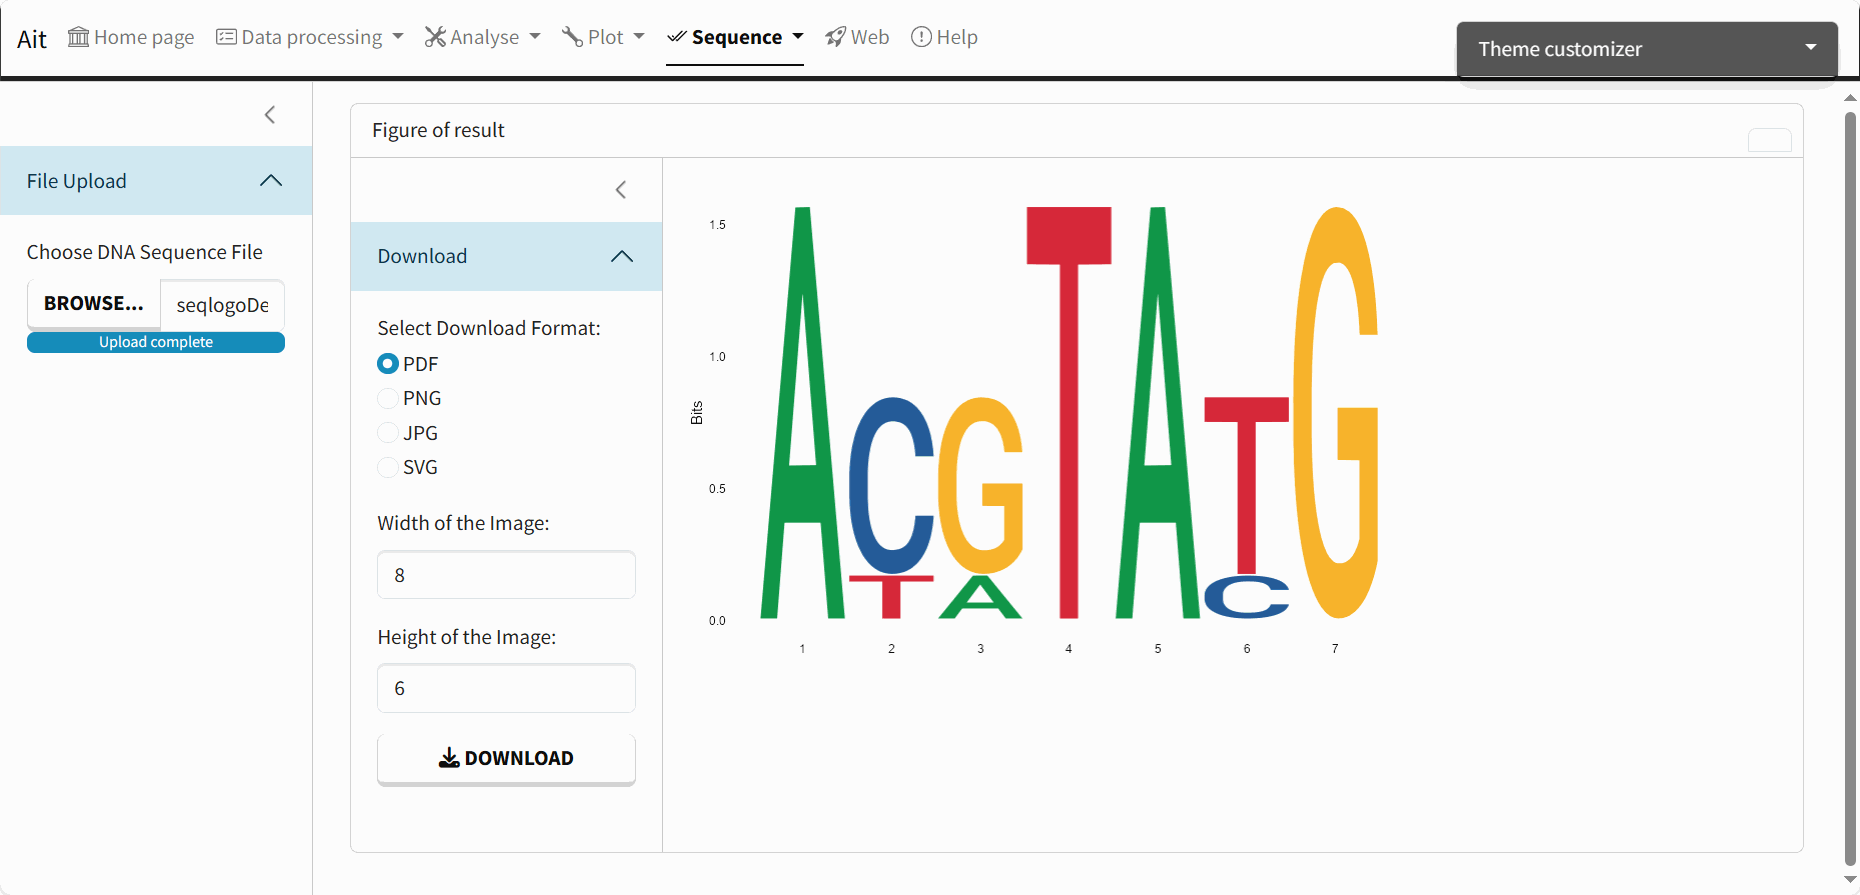 Ait Home page Data processing Analyse Plot Sequence Web Help
Theme customizer
File Upload
Choose DNA Sequence File
BROWSE... seqlogoDe
Upload complete
Figure of result
Download
Select Download Format:
PDF
PNG
JPG
SVG
Width of the Image:
8
Height of the Image:
6
DOWNLOAD
1.5
1.0
Bits
0.5
0.0
ACGTATG
TAC
1 2 3 4 5 6 7